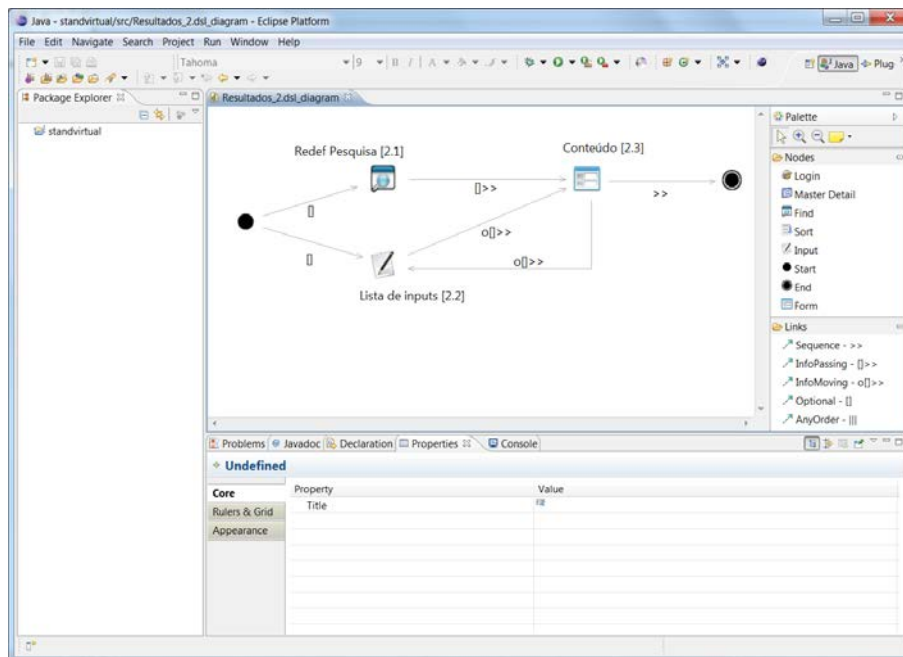 Java - standvirtual/src/Resultados_2.dsl_diagram - Eclipse Platform
File Edit Navigate Search Project Run Window Help
Tahoma 9
Java Plug
Package Explorer
standvirtual
Resultados_2.dsl_diagram
Redef Pesquisa [2.1]
Conteúdo [2.3]
[]>>
>>
[]
o[]>>
[]
o[]>>
Lista de inputs [2.2]
Palette
Nodes
Login
Master Detail
Find
Sort
Input
Start
End
Form
Links
Sequence - >>
InfoPassing - []>>
InfoMoving - o[]>>
Optional - []
AnyOrder - |||
Problems Javadoc Declaration Properties Console
Undefined
Core
Rulers & Grid
Appearance
Property Value
Title